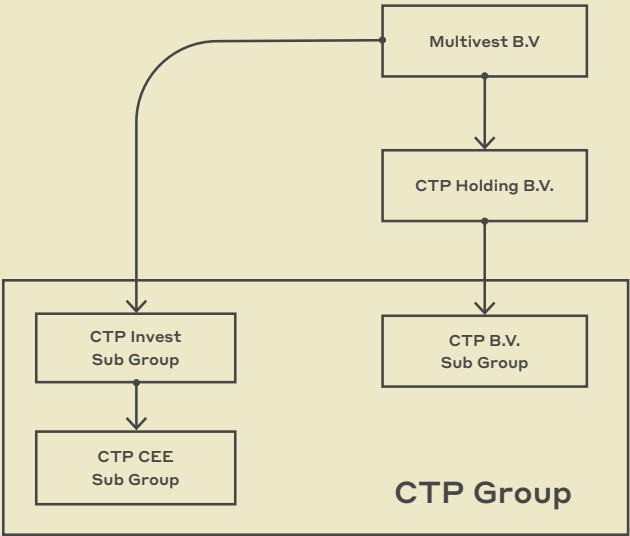 Multivest B.V
CTP Holding B.V.
CTP Invest
Sub Group
CTP B.V.
Sub Group
CTP CEE
Sub Group
CTP Group